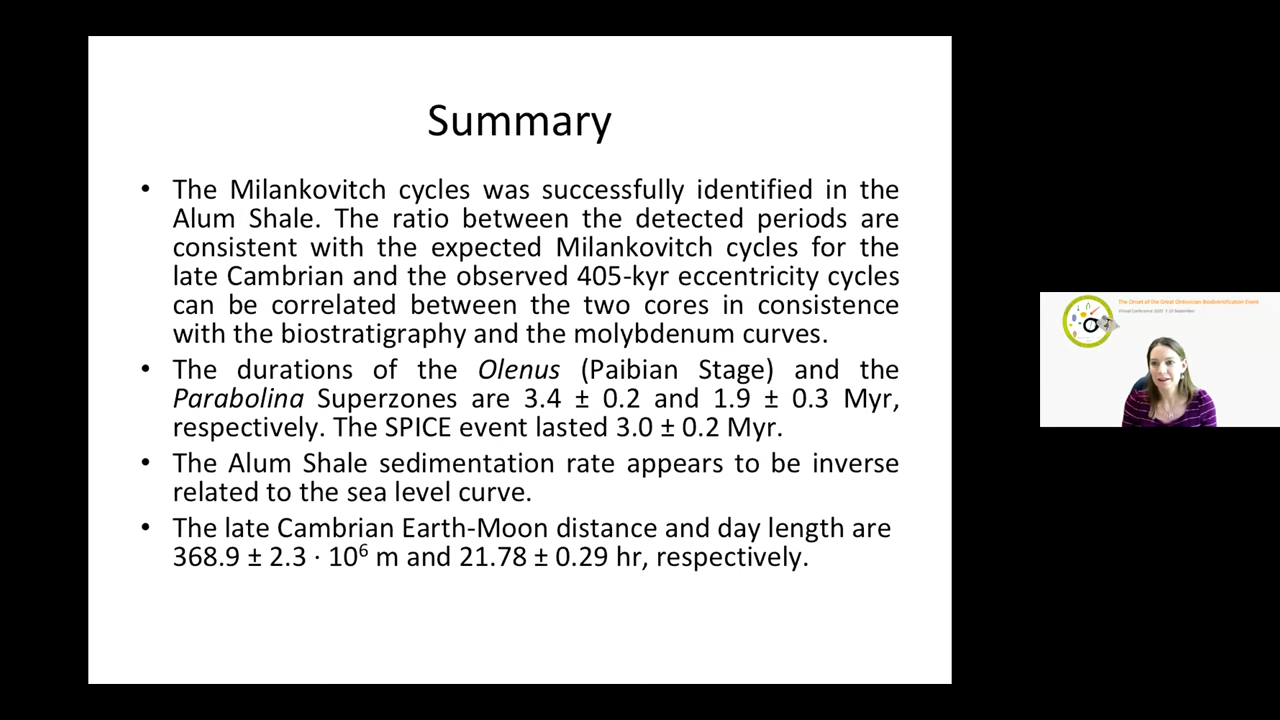 Summary
• The Milankovitch cycles was successfully identified in the
Alum Shale. The ratio between the detected periods are
consistent with the expected Milankovitch cycles for the
late Cambrian and the observed 405-kyr eccentricity cycles
can be correlated between the two cores in consistence
with the biostratigraphy and the molybdenum curves.
• The durations of the Olenus (Paibian Stage) and the
Parabolina Superzones are 3.4 ± 0.2 and 1.9 ± 0.3 Myr,
respectively. The SPICE event lasted 3.0 ± 0.2 Myr.
• The Alum Shale sedimentation rate appears to be inverse
related to the sea level curve.
• The late Cambrian Earth-Moon distance and day length are
368.9 ± 2.3 · 10⁶ m and 21.78 ± 0.29 hr, respectively.
The Onset of the Great Ordovician Biodiversification Event
Virtual Conference
September